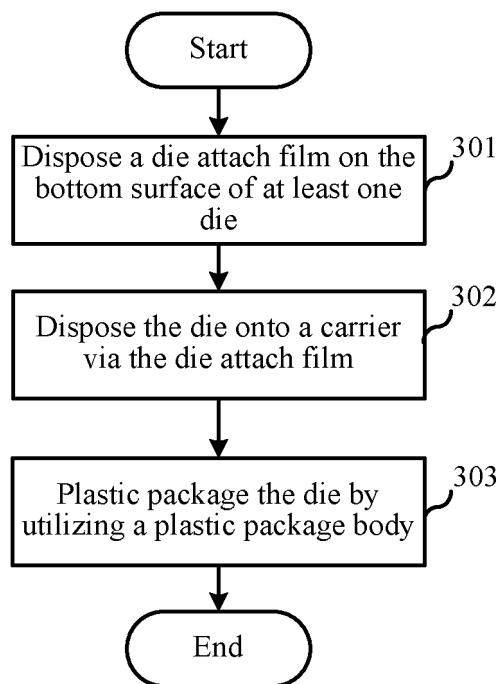 Start
Dispose a die attach film on the
bottom surface of at least one
die
301
Dispose the die onto a carrier
via the die attach film
302
Plastic package the die by
utilizing a plastic package body
303
End